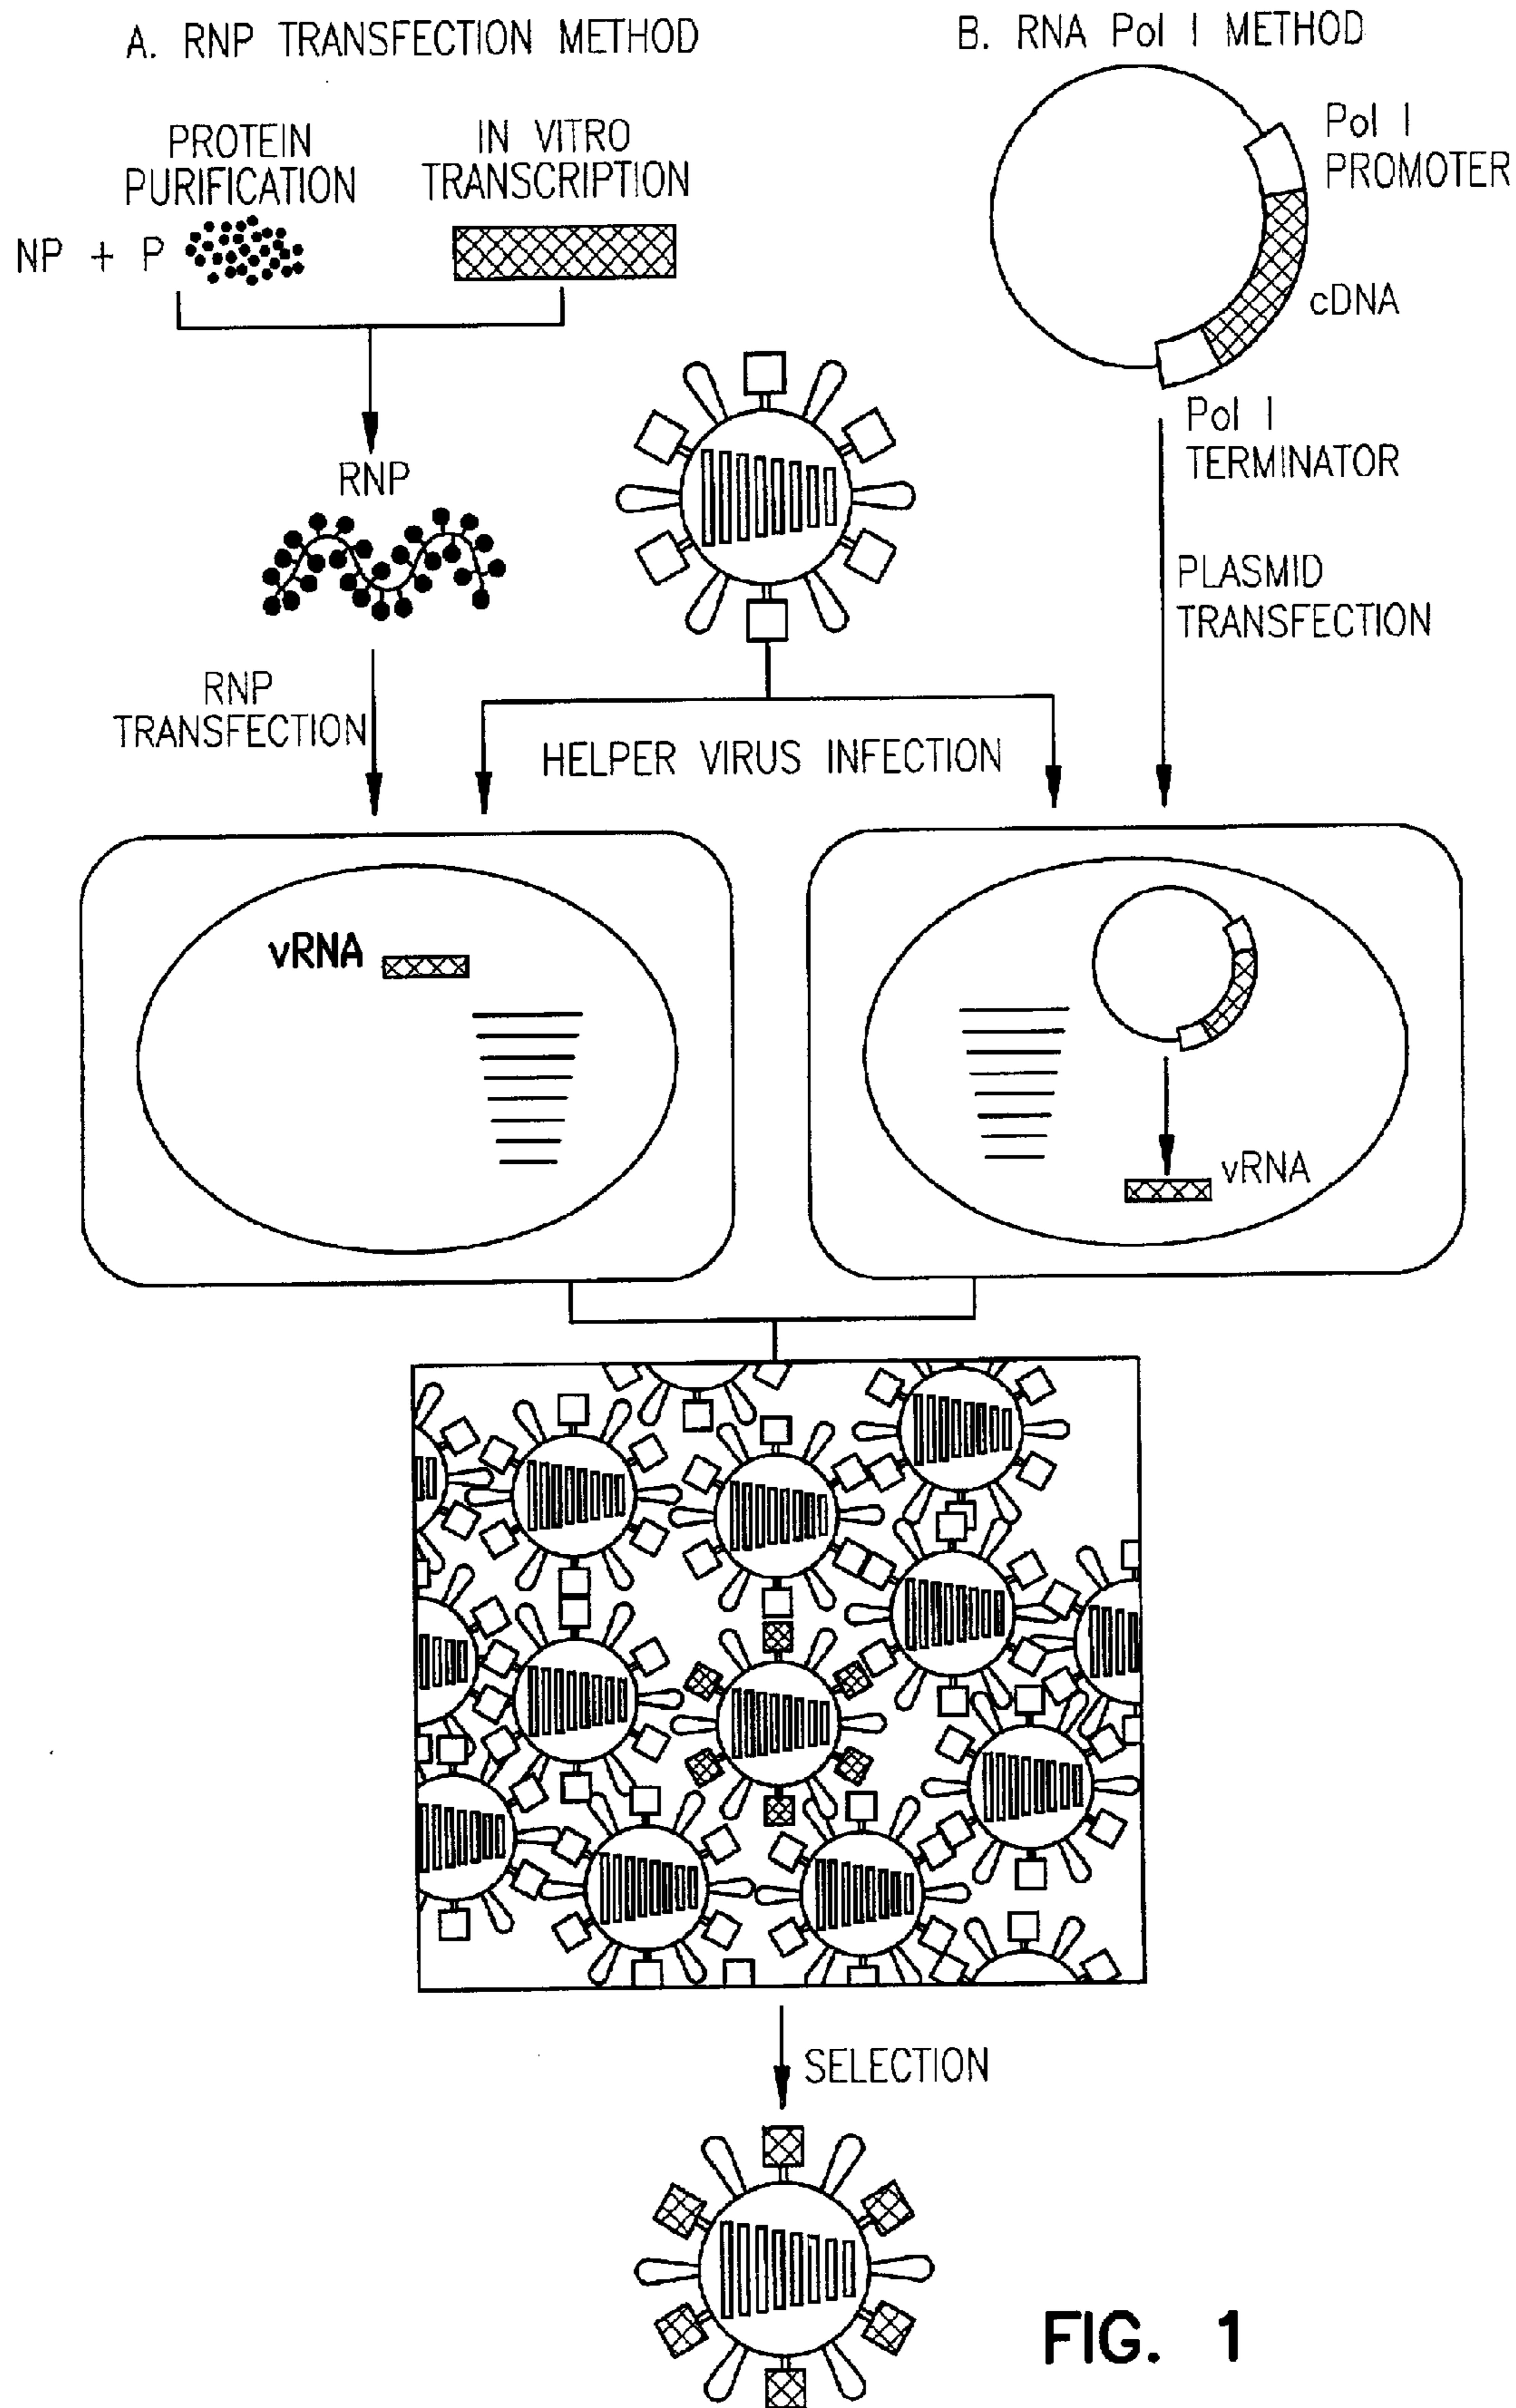 A. RNP TRANSFECTION METHOD
PROTEIN
PURIFICATION
IN VITRO
TRANSCRIPTION
NP + P
RNP
RNP
TRANSFECTION
B. RNA Pol I METHOD
Pol I
PROMOTER
cDNA
Pol I
TERMINATOR
PLASMID
TRANSFECTION
HELPER VIRUS INFECTION
vRNA
vRNA
SELECTION
FIG. 1